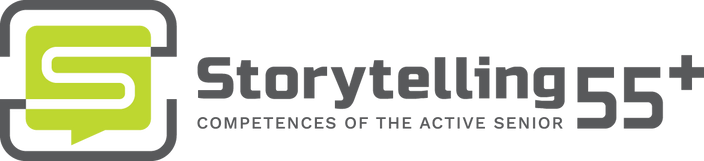 S
Storytelling 55+
COMPETENCES OF THE ACTIVE SENIOR